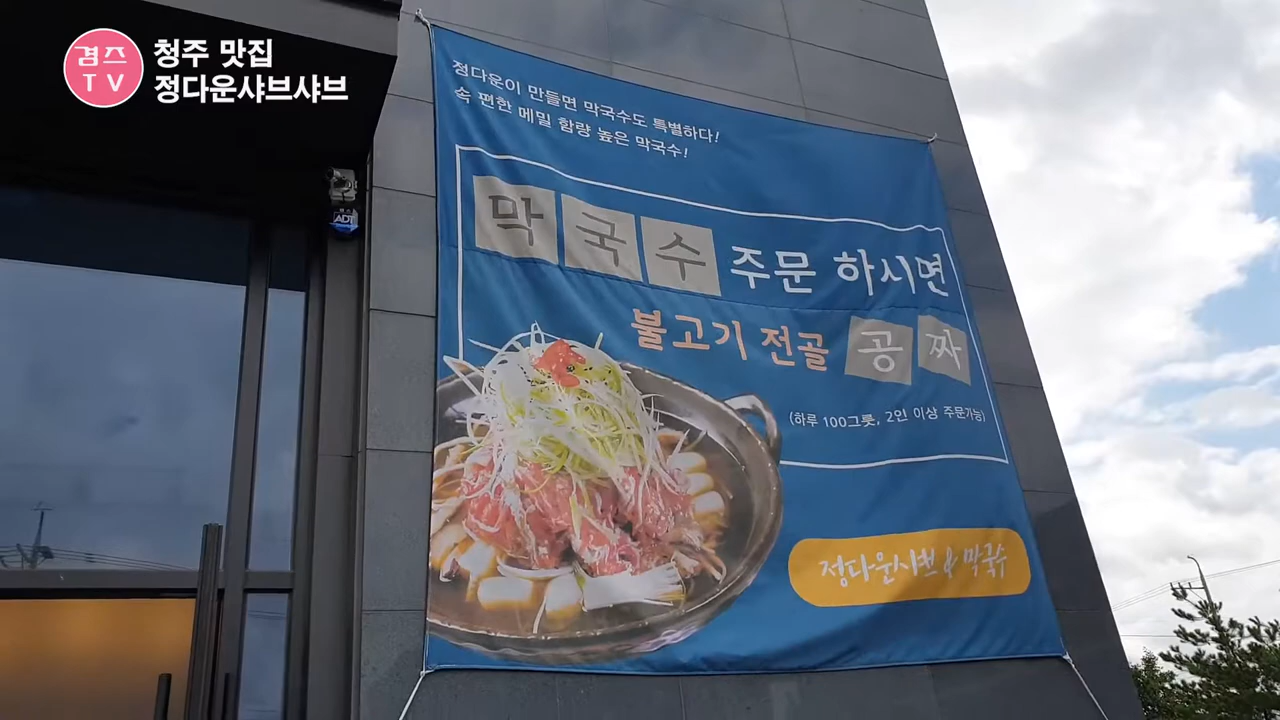 겸즈
TV
청주 맛집
정다운샤브샤브
ADT
정다운이 만들면 막국수도 특별하다!
속 편한 메밀 함량 높은 막국수!
막국수 주문 하시면
불고기 전골 공짜
(하루 100그릇, 2인 이상 주문가능)
정다운샤브 & 막국수